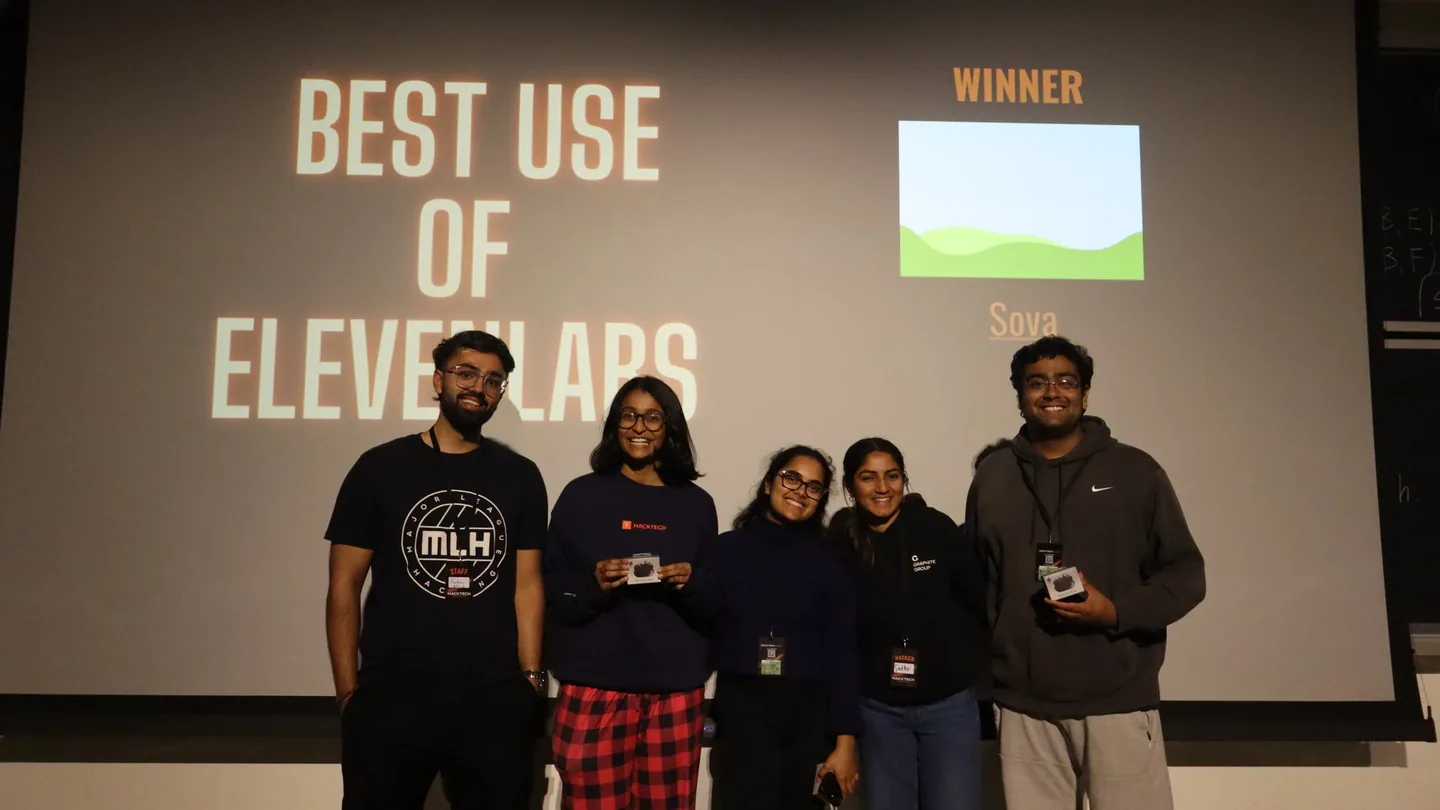 BEST USE
OF
ELEVENLABS
WINNER
Sova
MAJOR LEAGUE
MLH
HACKING
STAFF
HACKTECH
Y HACKTECH
GRAPHITE
GROUP
HACKER
HACKTECH
B, E)
B, F)
h.